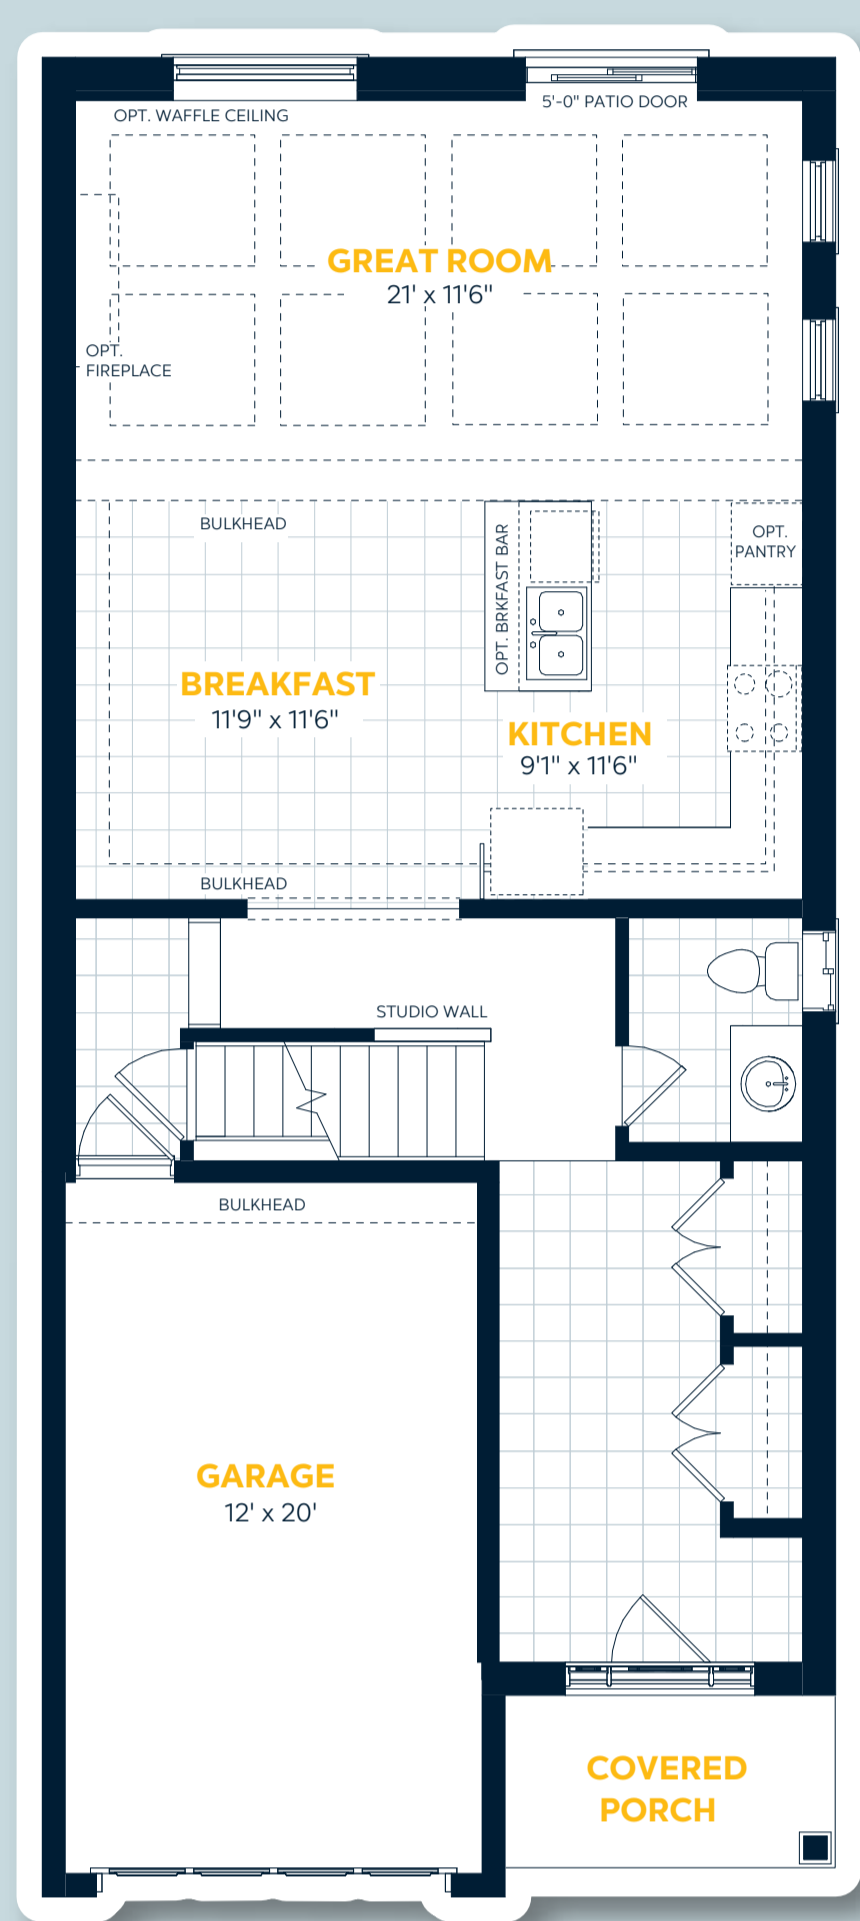 OPT. WAFFLE CEILING
5'-0" PATIO DOOR
GREAT ROOM
21' x 11'6"
OPT.
FIREPLACE
BULKHEAD
OPT. BRKFAST BAR
OPT.
PANTRY
BREAKFAST
11'9" x 11'6"
KITCHEN
9'1" x 11'6"
BULKHEAD
STUDIO WALL
BULKHEAD
GARAGE
12' x 20'
COVERED
PORCH